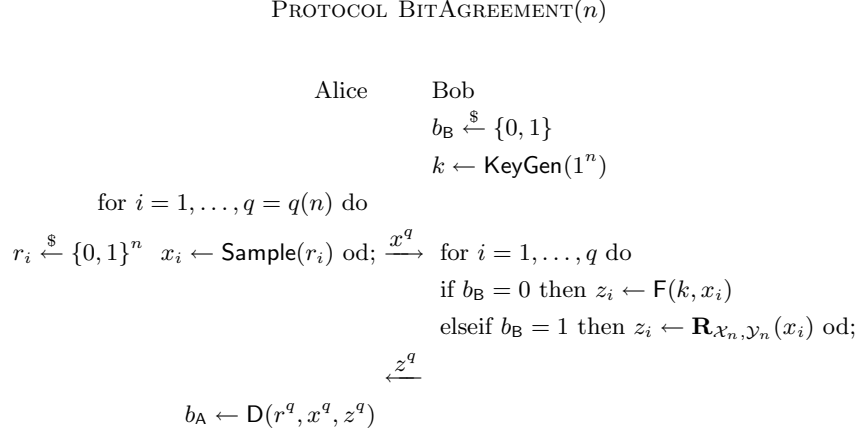 PROTOCOL BITAGREEMENT(n)
Alice Bob
b_B ←$ {0, 1}
k ← KeyGen(1^n)
for i = 1, . . . , q = q(n) do
r_i ←$ {0, 1}^n x_i ← Sample(r_i) od; x^q → for i = 1, . . . , q do
if b_B = 0 then z_i ← F(k, x_i)
elseif b_B = 1 then z_i ← R_{𝒳_n,𝒴_n}(x_i) od;
z^q ←
b_A ← D(r^q, x^q, z^q)